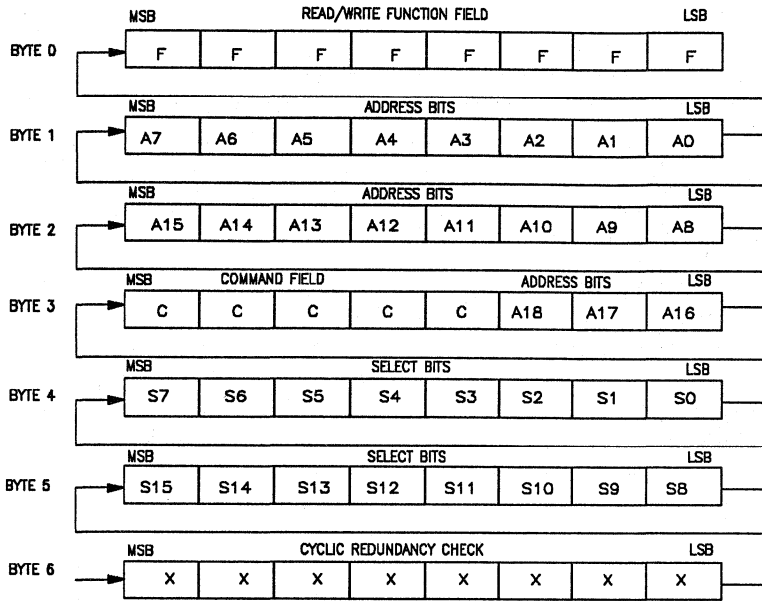 MSB READ/WRITE FUNCTION FIELD LSB
BYTE 0 F F F F F F F F
MSB ADDRESS BITS LSB
BYTE 1 A7 A6 A5 A4 A3 A2 A1 A0
MSB ADDRESS BITS LSB
BYTE 2 A15 A14 A13 A12 A11 A10 A9 A8
MSB COMMAND FIELD ADDRESS BITS LSB
BYTE 3 C C C C C A18 A17 A16
MSB SELECT BITS LSB
BYTE 4 S7 S6 S5 S4 S3 S2 S1 S0
MSB SELECT BITS LSB
BYTE 5 S15 S14 S13 S12 S11 S10 S9 S8
MSB CYCLIC REDUNDANCY CHECK LSB
BYTE 6 X X X X X X X X